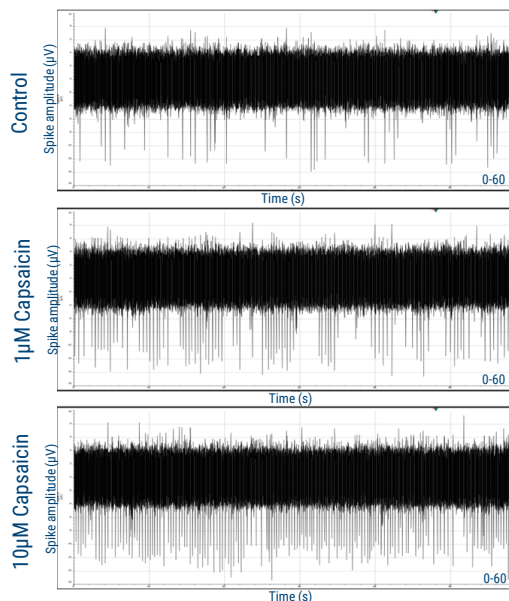 Control
Spike amplitude (µV)
0-60
Time (s)
1µM Capsaicin
Spike amplitude (µV)
0-60
Time (s)
10µM Capsaicin
Spike amplitude (µV)
0-60
Time (s)